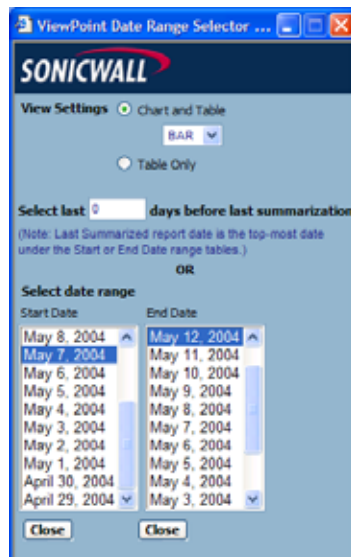 ViewPoint Date Range Selector ...
SONICWALL
View Settings Chart and Table
BAR
Table Only
Select last 0 days before last summarization
(Note: Last Summarized report date is the top-most date
under the Start or End Date range tables.)
OR
Select date range
Start Date End Date
May 8, 2004 May 12, 2004
May 7, 2004 May 11, 2004
May 6, 2004 May 10, 2004
May 5, 2004 May 9, 2004
May 4, 2004 May 8, 2004
May 3, 2004 May 7, 2004
May 2, 2004 May 6, 2004
May 1, 2004 May 5, 2004
April 30, 2004 May 4, 2004
April 29, 2004 May 3, 2004
Close Close